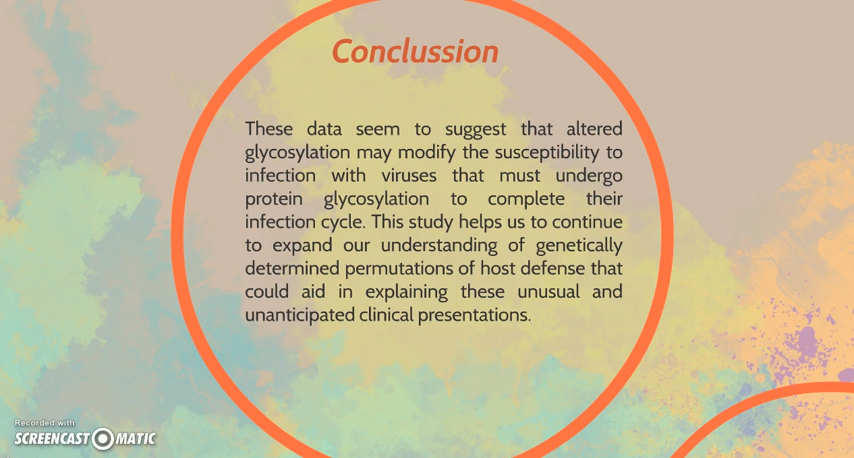 Conclussion
These data seem to suggest that altered
glycosylation may modify the susceptibility to
infection with viruses that must undergo
protein glycosylation to complete their
infection cycle. This study helps us to continue
to expand our understanding of genetically
determined permutations of host defense that
could aid in explaining these unusual and
unanticipated clinical presentations.
Recorded with
SCREENCAST MATIC